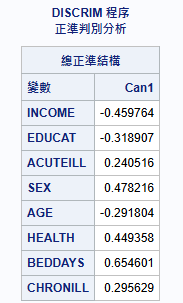 DISCRIM 程序
正準判別分析
總正準結構
變數 Can1
INCOME -0.459764
EDUCAT -0.318907
ACUTEILL 0.240516
SEX 0.478216
AGE -0.291804
HEALTH 0.449358
BEDDAYS 0.654601
CHRONILL 0.295629